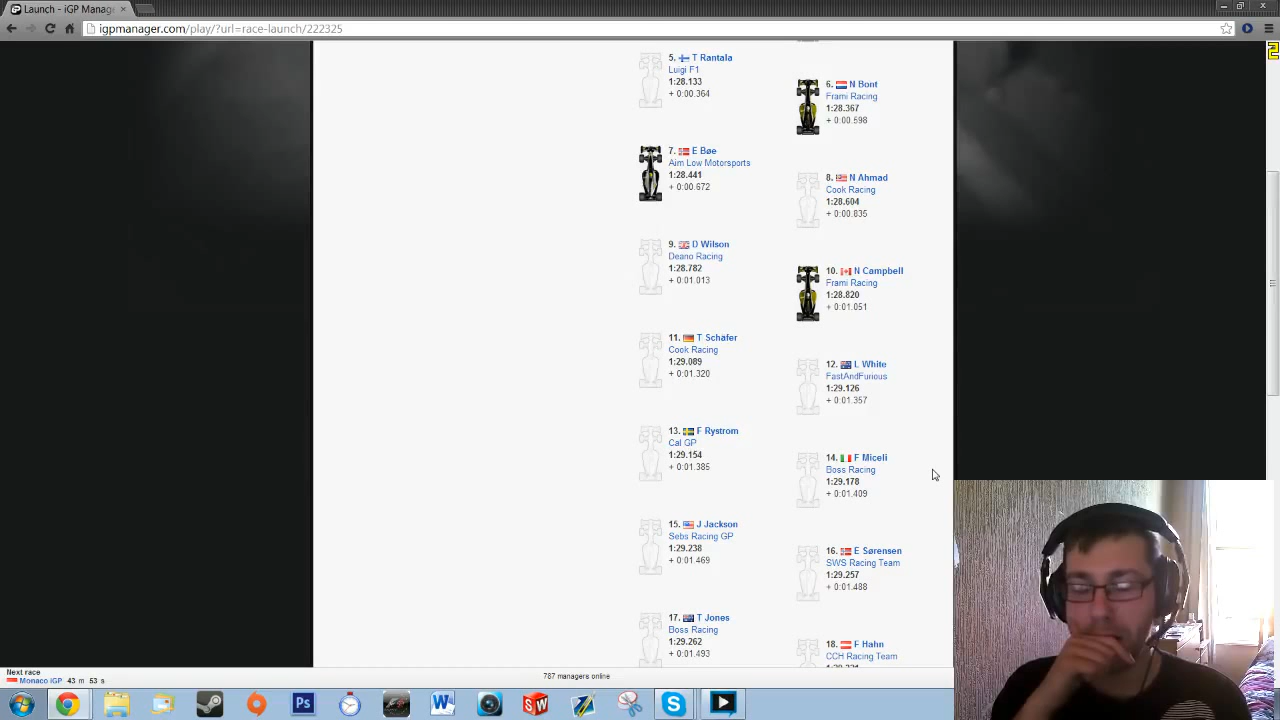 Launch - iGP Manager
igpmanager.com/play/?url=race-launch/222325
5. T Rantala
Luigi F1
1:28.133
+ 0:00.364
6. N Bont
Frami Racing
1:28.367
+ 0:00.598
7. E Bøe
Aim Low Motorsports
1:28.441
+ 0:00.672
8. N Ahmad
Cook Racing
1:28.604
+ 0:00.835
9. D Wilson
Deano Racing
1:28.782
+ 0:01.013
10. N Campbell
Frami Racing
1:28.820
+ 0:01.051
11. T Schäfer
Cook Racing
1:29.089
+ 0:01.320
12. L White
FastAndFurious
1:29.126
+ 0:01.357
13. F Rystrom
Cal GP
1:29.154
+ 0:01.385
14. F Miceli
Boss Racing
1:29.178
+ 0:01.409
15. J Jackson
Sebs Racing GP
1:29.238
+ 0:01.469
16. E Sørensen
SWS Racing Team
1:29.257
+ 0:01.488
17. T Jones
Boss Racing
1:29.262
+ 0:01.493
18. F Hahn
CCH Racing Team
Next race
Monaco iGP 43 m 53 s
787 managers online
Ps
W
SW
S